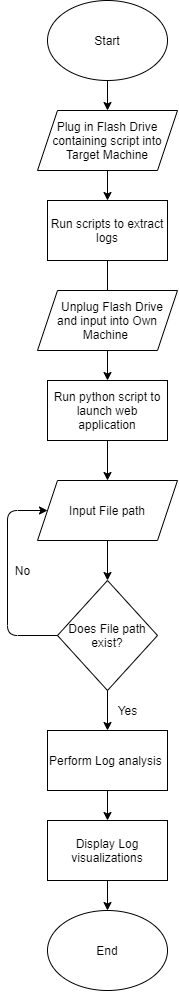 Start
Plug in Flash Drive
containing script into
Target Machine
Run scripts to extract
logs
Unplug Flash Drive
and input into Own
Machine
Run python script to
launch web
application
Input File path
No
Does File path
exist?
Yes
Perform Log analysis
Display Log
visualizations
End